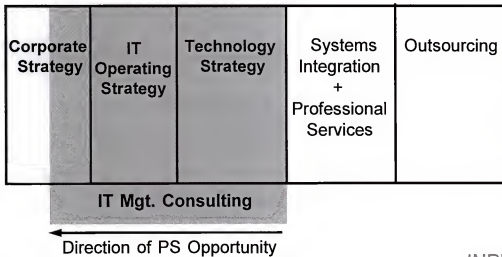 Corporate
Strategy
IT
Operating
Strategy
Technology
Strategy
Systems
Integration
+
Professional
Services
Outsourcing
IT Mgt. Consulting
Direction of PS Opportunity